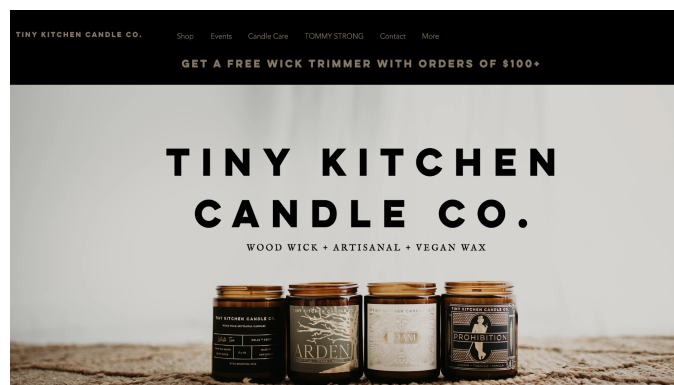 TINY KITCHEN CANDLE CO.
Shop Events Candle Care TOMMY STRONG Contact More
GET A FREE WICK TRIMMER WITH ORDERS OF $100+
TINY KITCHEN
CANDLE CO.
WOOD WICK + ARTISANAL + VEGAN WAX
TINY KITCHEN CANDLE CO.
ARDEN
PROHIBITION